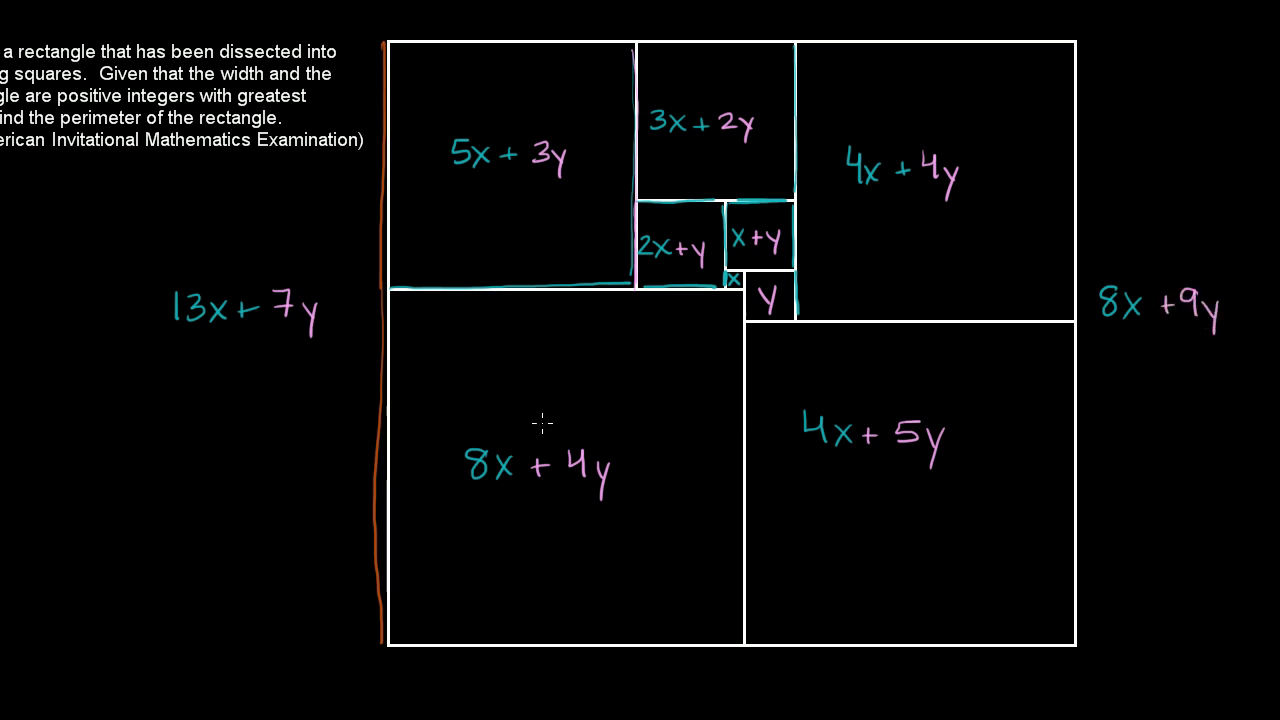 a rectangle that has been dissected into
g squares. Given that the width and the
gle are positive integers with greatest
ind the perimeter of the rectangle.
erican Invitational Mathematics Examination)
5x + 3y
3x + 2y
4x + 4y
2x + y
x + y
x
y
13x + 7y
8x + 9y
8x + 4y
4x + 5y